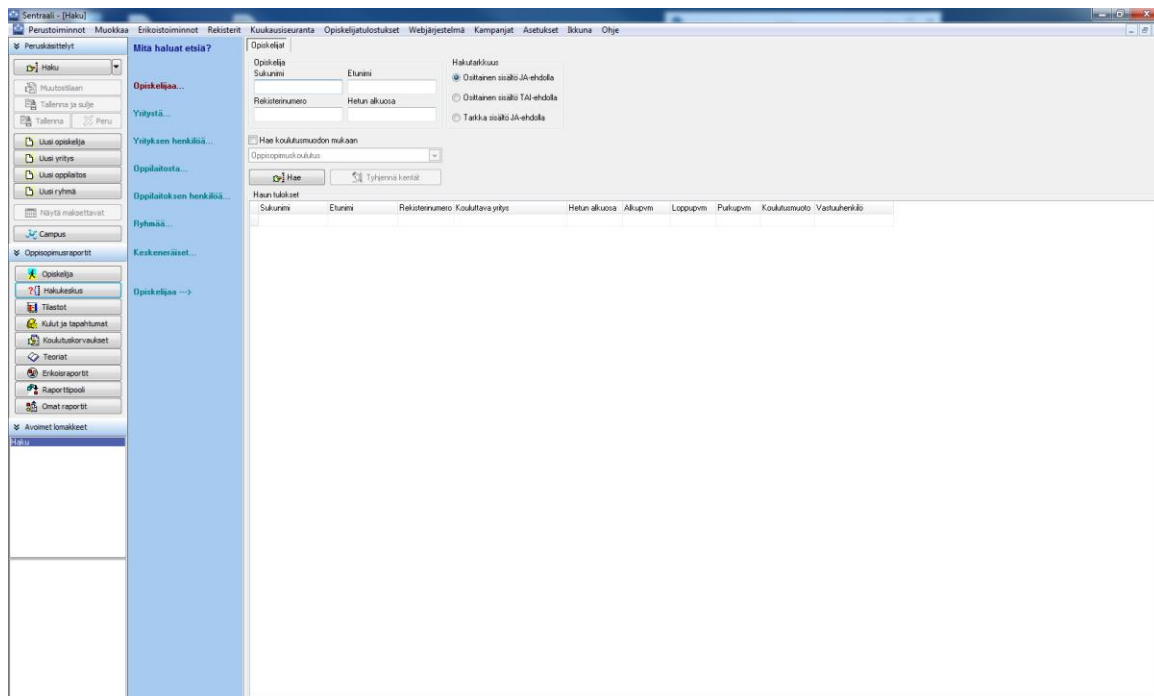 Sentraali - [Haku]
Perustoiminnot Muokkaa Erikoistoiminnot Rekisterit Kuukausiseuranta Opiskelijatulostukset Webjärjestelmä Kampanjat Asetukset Ikkuna Ohje
Peruskäsittelyt
Haku
Muutostilaan
Tallenna ja sulje
Tallenna Peru
Uusi opiskelija
Uusi yritys
Uusi oppilaitos
Uusi ryhmä
Näytä maksettavat
Campus
Oppisopimusraportit
Opiskelija
Hakukeskus
Tilastot
Kulut ja tapahtumat
Koulutuskorvaukset
Teoriat
Erikoisraportit
Raporttipooli
Omat raportit
Avoimet lomakkeet
Haku
Mitä haluat etsiä?
Opiskelijaa...
Yritystä...
Yrityksen henkilöä...
Oppilaitosta...
Oppilaitoksen henkilöä...
Ryhmää...
Keskeneräiset...
Opiskelijaa --->
Opiskelijat
Opiskelija
Sukunimi Etunimi
Rekisterinumero Hetun alkuosa
Hakutarkkuus
Osittainen sisältö JA-ehdolla
Osittainen sisältö TAI-ehdolla
Tarkka sisältö JA-ehdolla
Hae koulutusmuodon mukaan
Oppisopimuskoulutus
Hae Tyhjennä kentät
Haun tulokset
Sukunimi Etunimi Rekisterinumero Kouluttava yritys Hetun alkuosa Alkupvm Loppupvm Purkupvm Koulutusmuoto Vastuuhenkilö